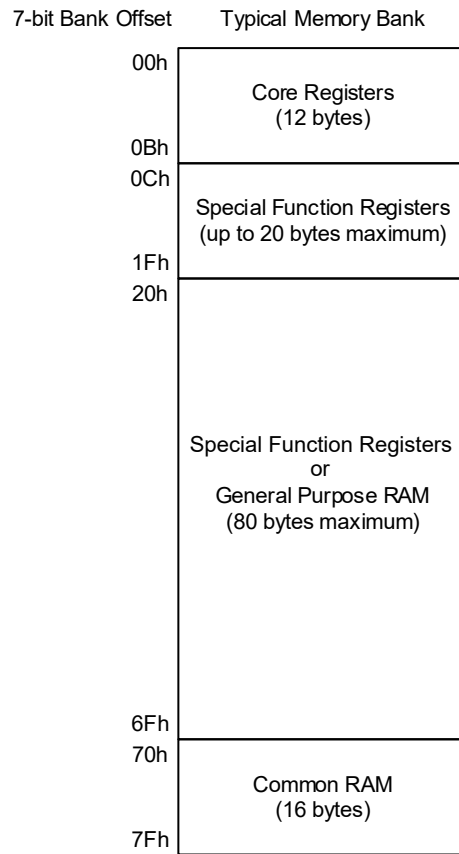 7-bit Bank Offset Typical Memory Bank
00h
Core Registers
(12 bytes)
0Bh
0Ch
Special Function Registers
(up to 20 bytes maximum)
1Fh
20h
Special Function Registers
or
General Purpose RAM
(80 bytes maximum)
6Fh
70h
Common RAM
(16 bytes)
7Fh